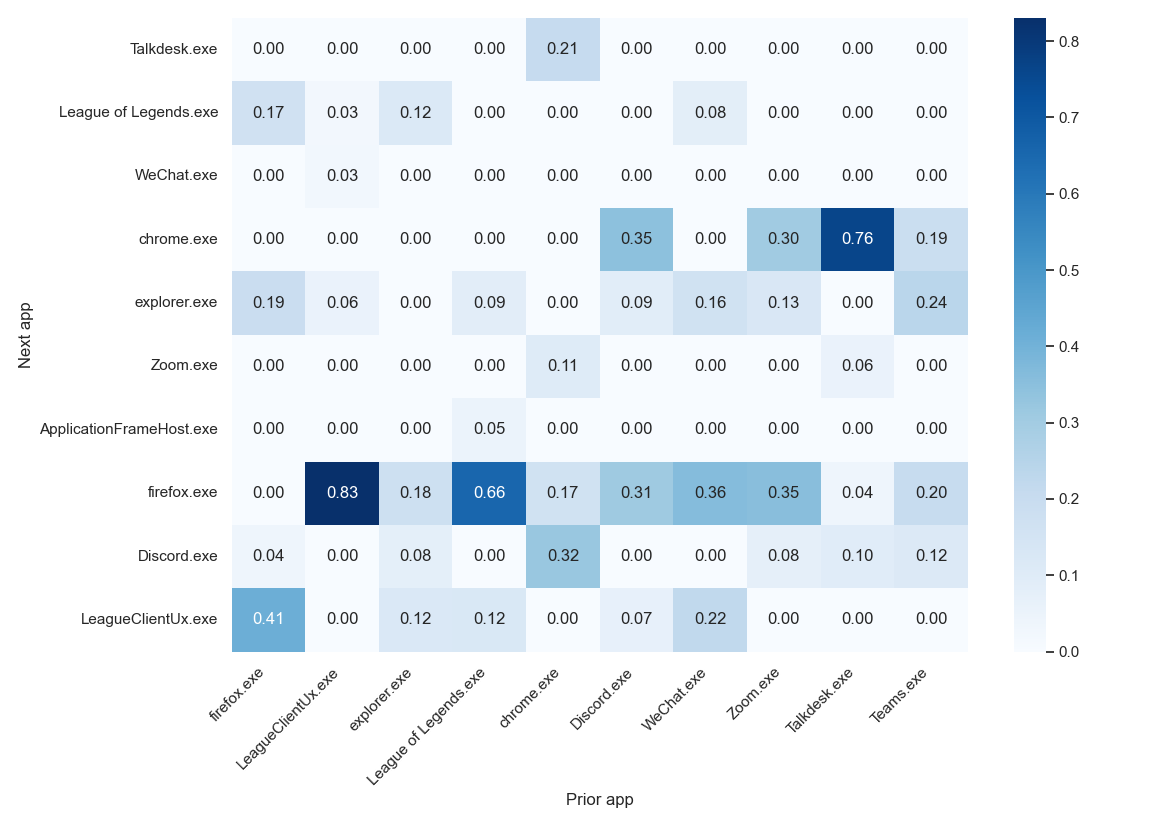 Talkdesk.exe 0.00 0.00 0.00 0.00 0.21 0.00 0.00 0.00 0.00 0.00
League of Legends.exe 0.17 0.03 0.12 0.00 0.00 0.00 0.08 0.00 0.00 0.00
WeChat.exe 0.00 0.03 0.00 0.00 0.00 0.00 0.00 0.00 0.00 0.00
chrome.exe 0.00 0.00 0.00 0.00 0.00 0.35 0.00 0.30 0.76 0.19
explorer.exe 0.19 0.06 0.00 0.09 0.00 0.09 0.16 0.13 0.00 0.24
Zoom.exe 0.00 0.00 0.00 0.00 0.11 0.00 0.00 0.00 0.06 0.00
ApplicationFrameHost.exe 0.00 0.00 0.00 0.05 0.00 0.00 0.00 0.00 0.00 0.00
firefox.exe 0.00 0.83 0.18 0.66 0.17 0.31 0.36 0.35 0.04 0.20
Discord.exe 0.04 0.00 0.08 0.00 0.32 0.00 0.00 0.08 0.10 0.12
LeagueClientUx.exe 0.41 0.00 0.12 0.12 0.00 0.07 0.22 0.00 0.00 0.00
Next app
firefox.exe
LeagueClientUx.exe
explorer.exe
League of Legends.exe
chrome.exe
Discord.exe
WeChat.exe
Zoom.exe
Talkdesk.exe
Teams.exe
Prior app
0.8
0.7
0.6
0.5
0.4
0.3
0.2
0.1
0.0